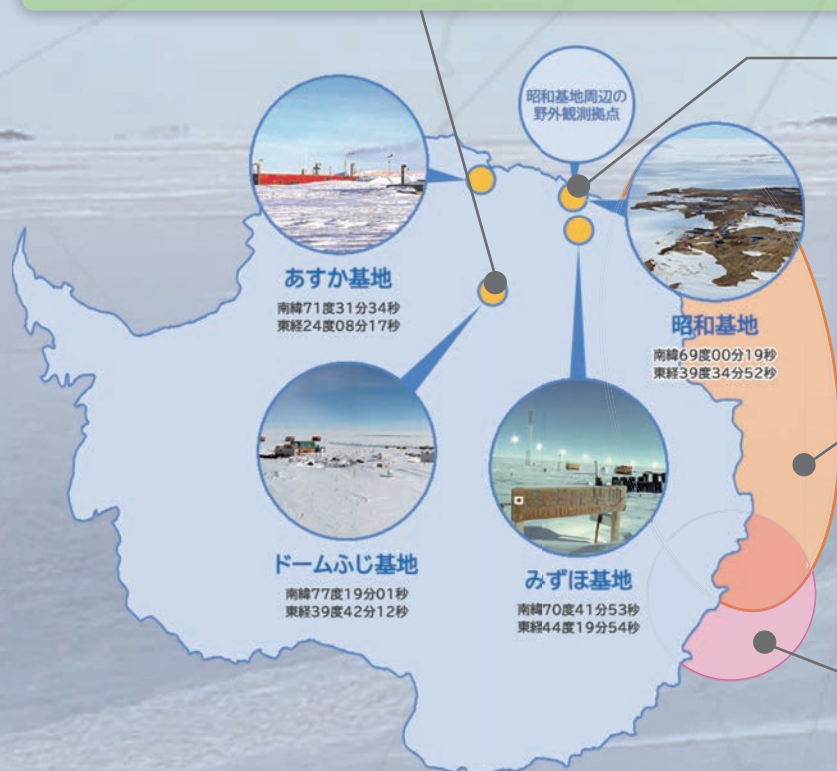 昭和基地周辺の
野外観測拠点
あすか基地
南緯71度31分34秒
東経24度08分17秒
昭和基地
南緯69度00分19秒
東経39度34分52秒
ドームふじ基地
南緯77度19分01秒
東経39度42分12秒
みずほ基地
南緯70度41分53秒
東経44度19分54秒